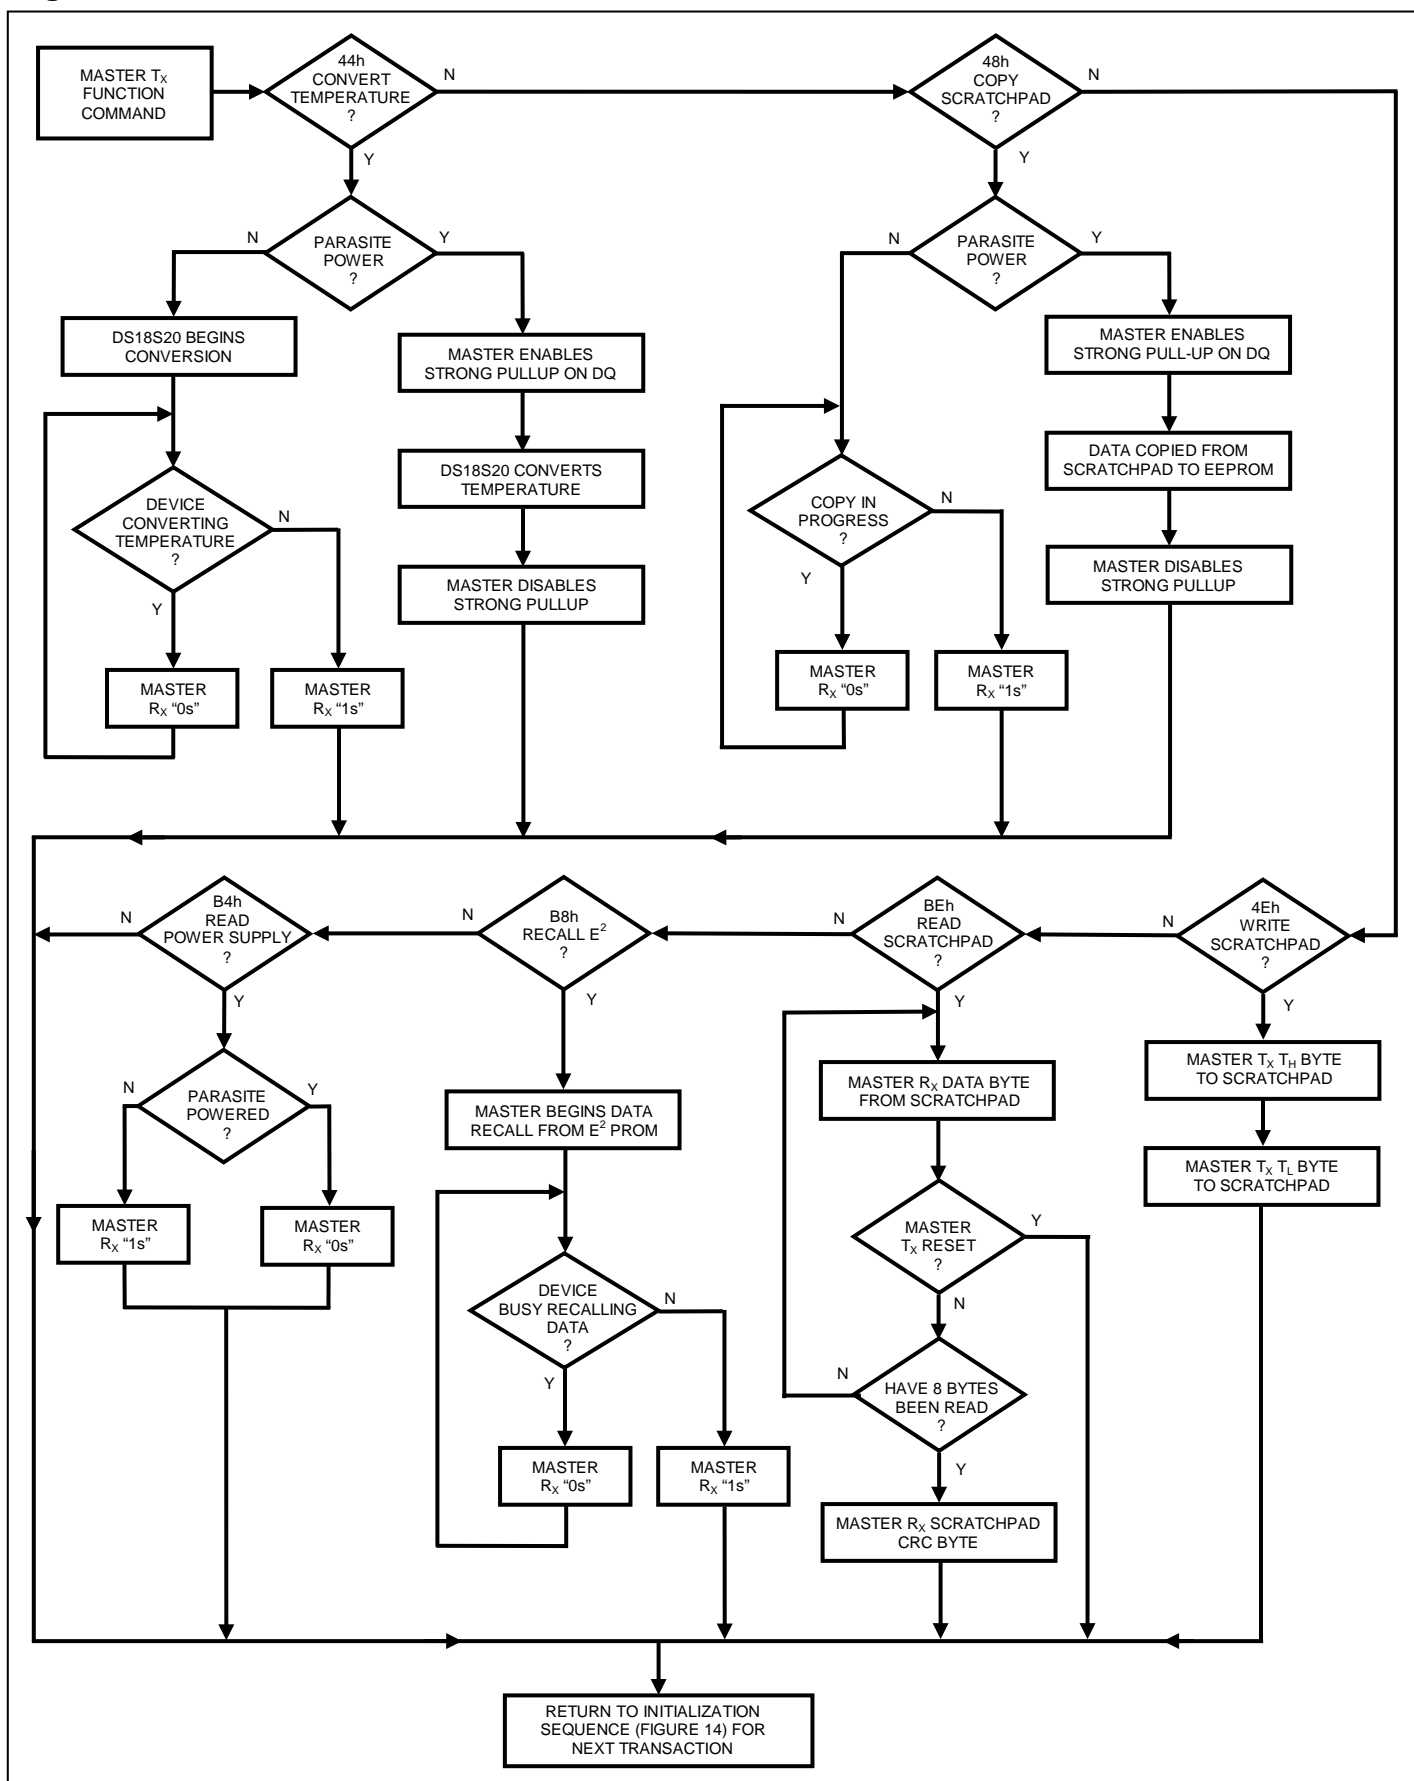 MASTER TX
FUNCTION
COMMAND
44h
CONVERT
TEMPERATURE
?
N
Y
48h
COPY
SCRATCHPAD
?
N
Y
PARASITE
POWER
?
N
Y
PARASITE
POWER
?
N
Y
DS18S20 BEGINS
CONVERSION
MASTER ENABLES
STRONG PULLUP ON DQ
MASTER ENABLES
STRONG PULL-UP ON DQ
DS18S20 CONVERTS
TEMPERATURE
DATA COPIED FROM
SCRATCHPAD TO EEPROM
DEVICE
CONVERTING
TEMPERATURE
?
N
Y
COPY IN
PROGRESS
?
N
Y
MASTER DISABLES
STRONG PULLUP
MASTER DISABLES
STRONG PULLUP
MASTER
RX “0s”
MASTER
RX “1s”
MASTER
RX “0s”
MASTER
RX “1s”
B4h
READ
POWER SUPPLY
?
N
Y
B8h
RECALL E2
?
N
Y
BEh
READ
SCRATCHPAD
?
N
Y
4Eh
WRITE
SCRATCHPAD
?
N
Y
PARASITE
POWERED
?
N
Y
MASTER BEGINS DATA
RECALL FROM E2 PROM
MASTER RX DATA BYTE
FROM SCRATCHPAD
MASTER TX TH BYTE
TO SCRATCHPAD
MASTER TX TL BYTE
TO SCRATCHPAD
MASTER
RX “1s”
MASTER
RX “0s”
MASTER
TX RESET
?
Y
N
DEVICE
BUSY RECALLING
DATA
?
N
Y
HAVE 8 BYTES
BEEN READ
?
N
Y
MASTER
RX “0s”
MASTER
RX “1s”
MASTER RX SCRATCHPAD
CRC BYTE
RETURN TO INITIALIZATION
SEQUENCE (FIGURE 14) FOR
NEXT TRANSACTION